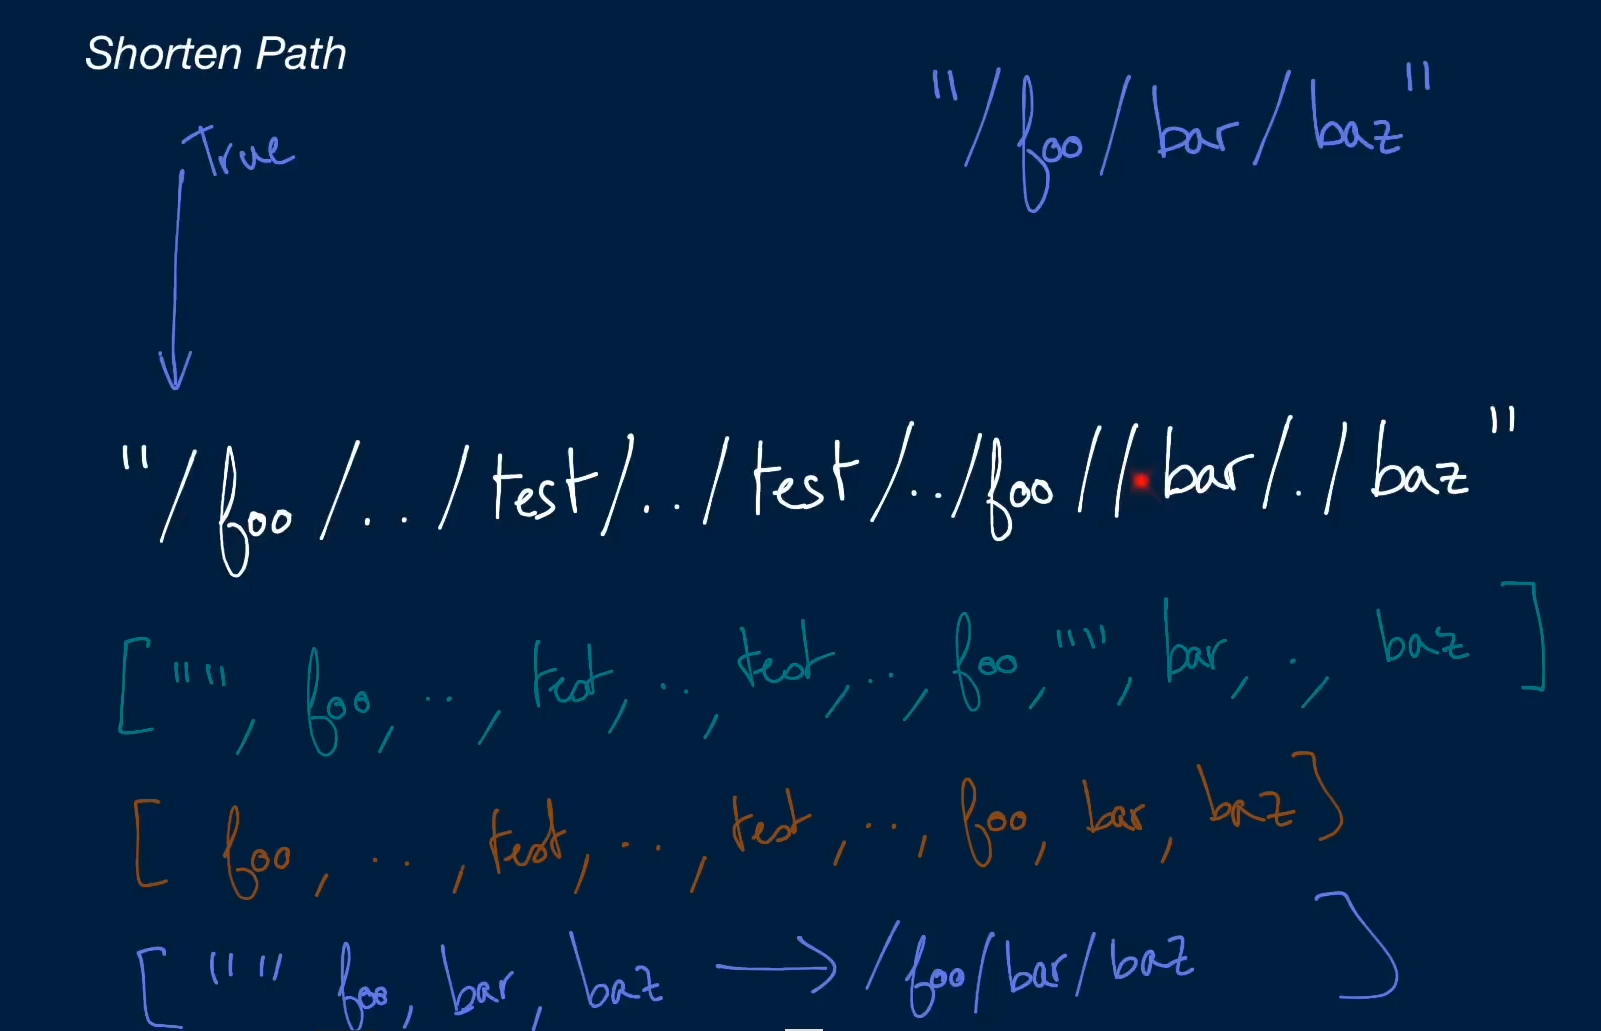 Shorten Path
"/foo/bar/baz"
True
"/foo/../test/../test/../foo//bar/./baz"
["", foo, .., test, .., test, .., foo, "", bar, ., baz]
[foo, .., test, .., test, .., foo, bar, baz]
["" foo, bar, baz → /foo/bar/baz]